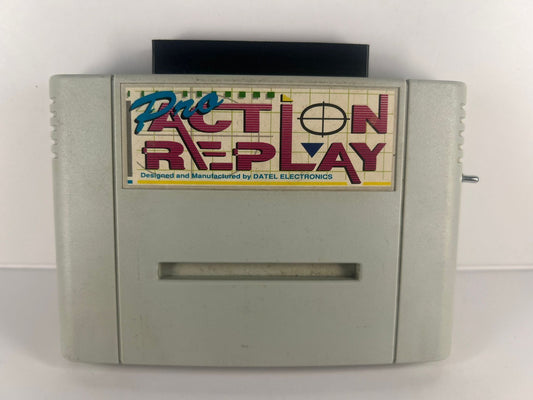 Pro
ACTION
REPLAY
Designed and Manufactured by DATEL ELECTRONICS